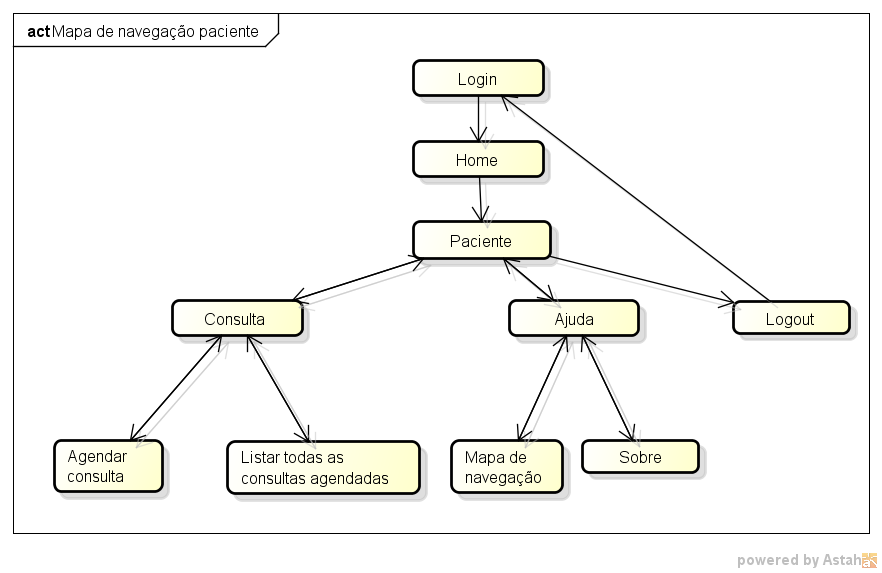 act Mapa de navegação paciente
Login
Home
Paciente
Consulta
Ajuda
Logout
Agendar
consulta
Listar todas as
consultas agendadas
Mapa de
navegação
Sobre
powered by Astah